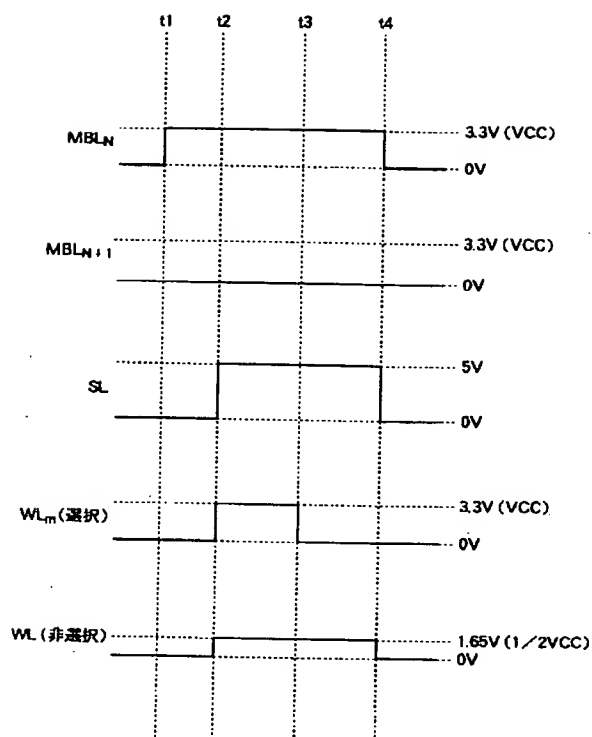 t1 t2 t3 t4
MBLN 3.3V (VCC)
0V
MBLN+1 3.3V (VCC)
0V
SL 5V
0V
WLm (選択) 3.3V (VCC)
0V
WL (非選択) 1.65V (1/2VCC)
0V